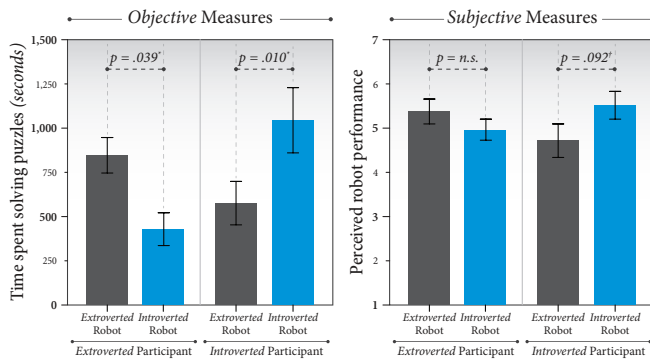 Objective Measures
Time spent solving puzzles (seconds)
1,500
1,000
750
500
250
0
p = .039*
p = .010*
Extroverted Robot
Introverted Robot
Extroverted Robot
Introverted Robot
Extroverted Participant
Introverted Participant
Subjective Measures
Perceived robot performance
7
6
5
4
3
2
1
p = n.s.
p = .092†
Extroverted Robot
Introverted Robot
Extroverted Robot
Introverted Robot
Extroverted Participant
Introverted Participant